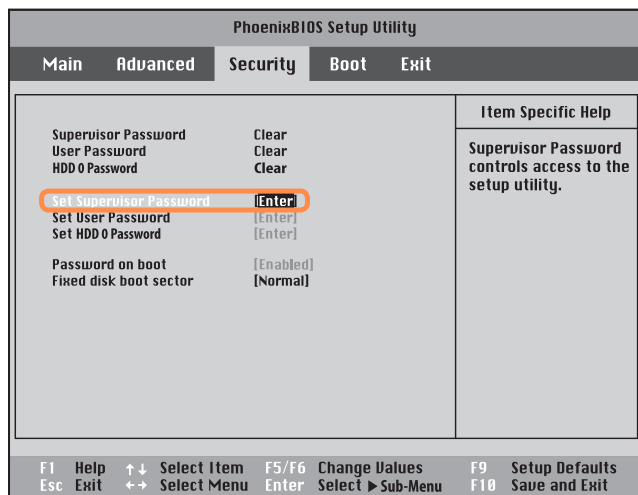 PhoenixBIOS Setup Utility
Main Advanced Security Boot Exit
Item Specific Help
Supervisor Password Clear
User Password Clear
HDD 0 Password Clear
Set Supervisor Password [Enter]
Set User Password [Enter]
Set HDD 0 Password [Enter]
Password on boot [Enabled]
Fixed disk boot sector [Normal]
Supervisor Password
controls access to the
setup utility.
F1 Help ↑↓ Select Item F5/F6 Change Values F9 Setup Defaults
Esc Exit ←→ Select Menu Enter Select ▶Sub-Menu F10 Save and Exit